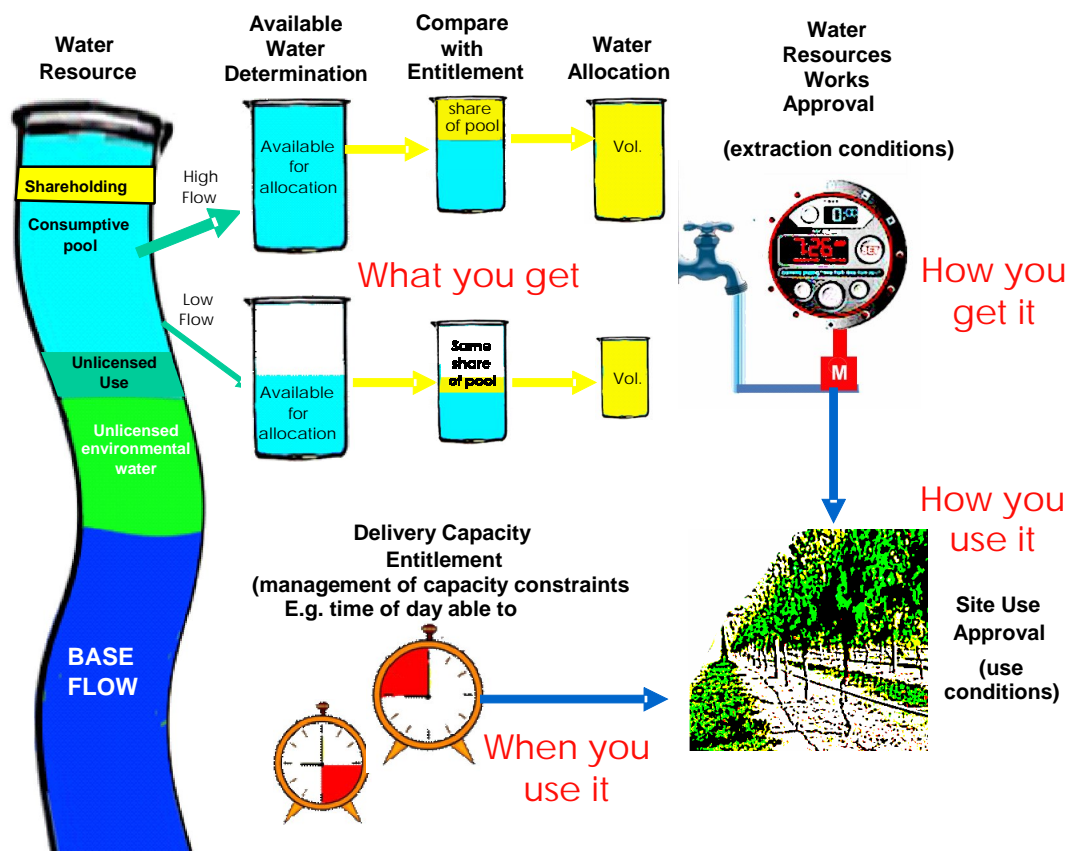 Water
Resource
Available
Water
Determination
Compare
with
Entitlement
Water
Allocation
Water
Resources
Works
Approval
(extraction conditions)
Shareholding
Consumptive
pool
High
Flow
Available
for
allocation
share
of pool
Vol.
What you get
Low
Flow
Available
for
allocation
Same
share
of pool
Vol.
Unlicensed
Use
Unlicensed
environmental
water
BASE
FLOW
7:26
M
How you
get it
How you
use it
Delivery Capacity
Entitlement
(management of capacity constraints
E.g. time of day able to
When you
use it
Site Use
Approval
(use
conditions)